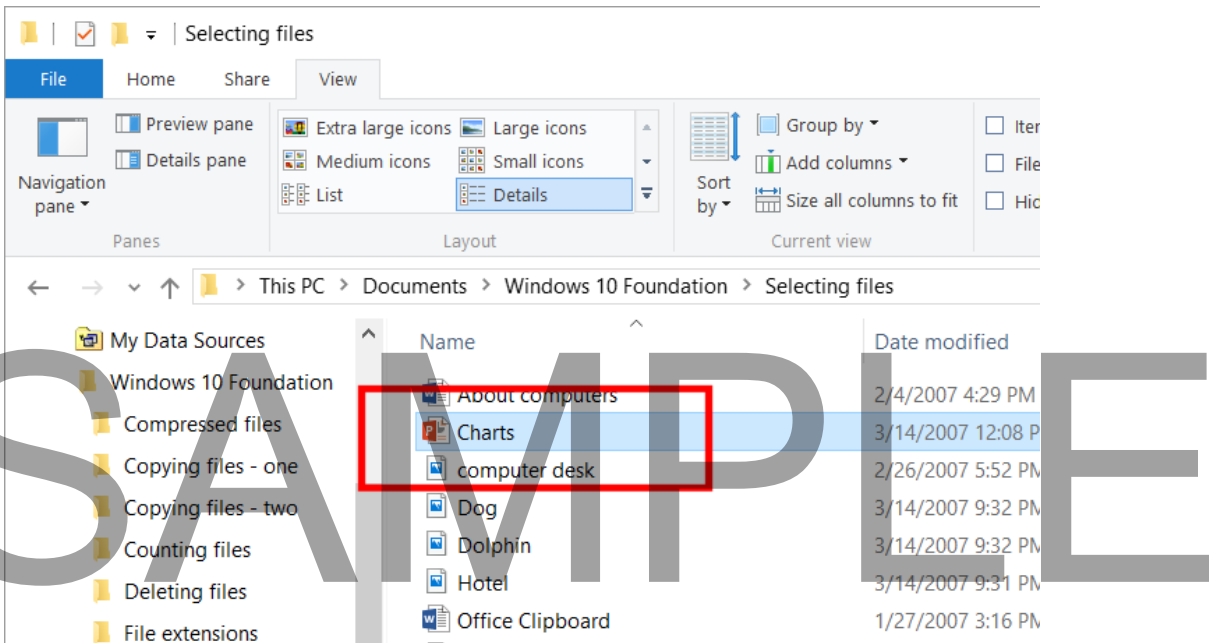 Selecting files
File Home Share View
Preview pane Extra large icons Large icons Group by
Details pane Medium icons Small icons Add columns
Navigation pane List Details Sort by Size all columns to fit
Panes Layout Current view
This PC > Documents > Windows 10 Foundation > Selecting files
My Data Sources Name Date modified
Windows 10 Foundation About computers 2/4/2007 4:29 PM
Compressed files Charts 3/14/2007 12:08 P
Copying files - one computer desk 2/26/2007 5:52 PM
Copying files - two Dog 3/14/2007 9:32 PM
Counting files Dolphin 3/14/2007 9:32 PM
Deleting files Hotel 3/14/2007 9:31 PM
File extensions Office Clipboard 1/27/2007 3:16 PM
SAMPLE